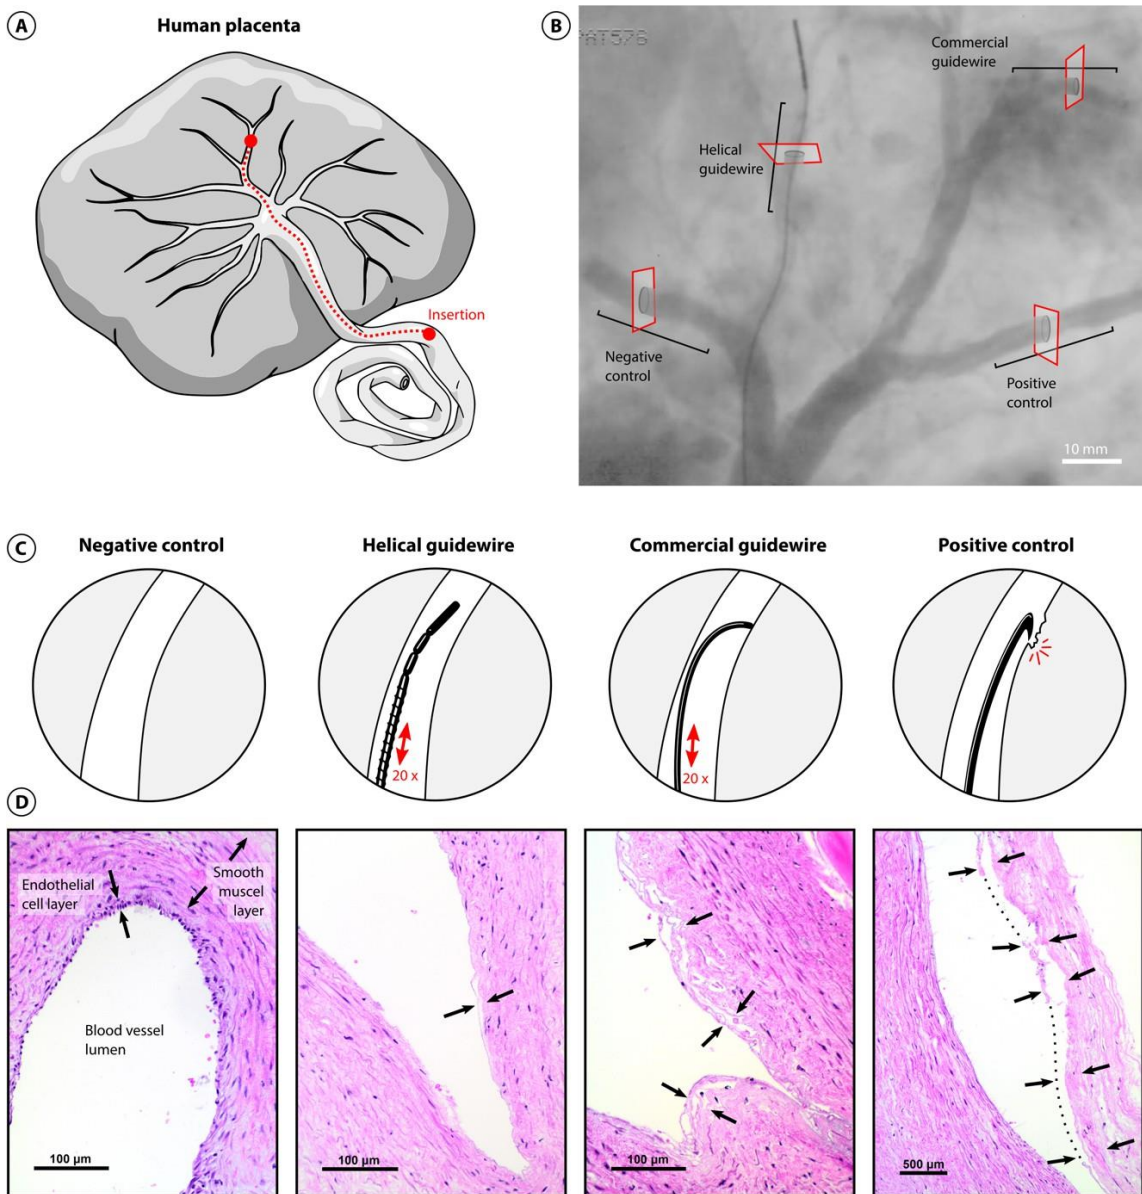 A
Human placenta
Insertion
B
Commercial
guidewire
Helical
guidewire
Negative
control
Positive
control
10 mm
C
Negative control
Helical guidewire
Commercial guidewire
Positive control
20 x
20 x
D
Endothelial
cell layer
Smooth
muscel
layer
Blood vessel
lumen
100 µm
100 µm
100 µm
500 µm